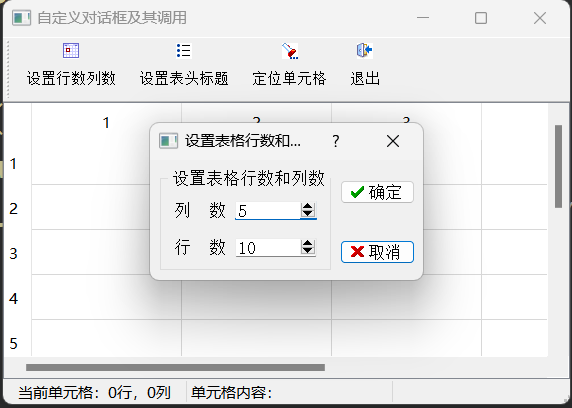 自定义对话框及其调用
设置行数列数 设置表头标题 定位单元格 退出
1 2 3
设置表格行数和... ?
1
设置表格行数和列数
确定
列 数 5
2
行 数 10
取消
3
4
5
当前单元格：0行，0列 单元格内容：